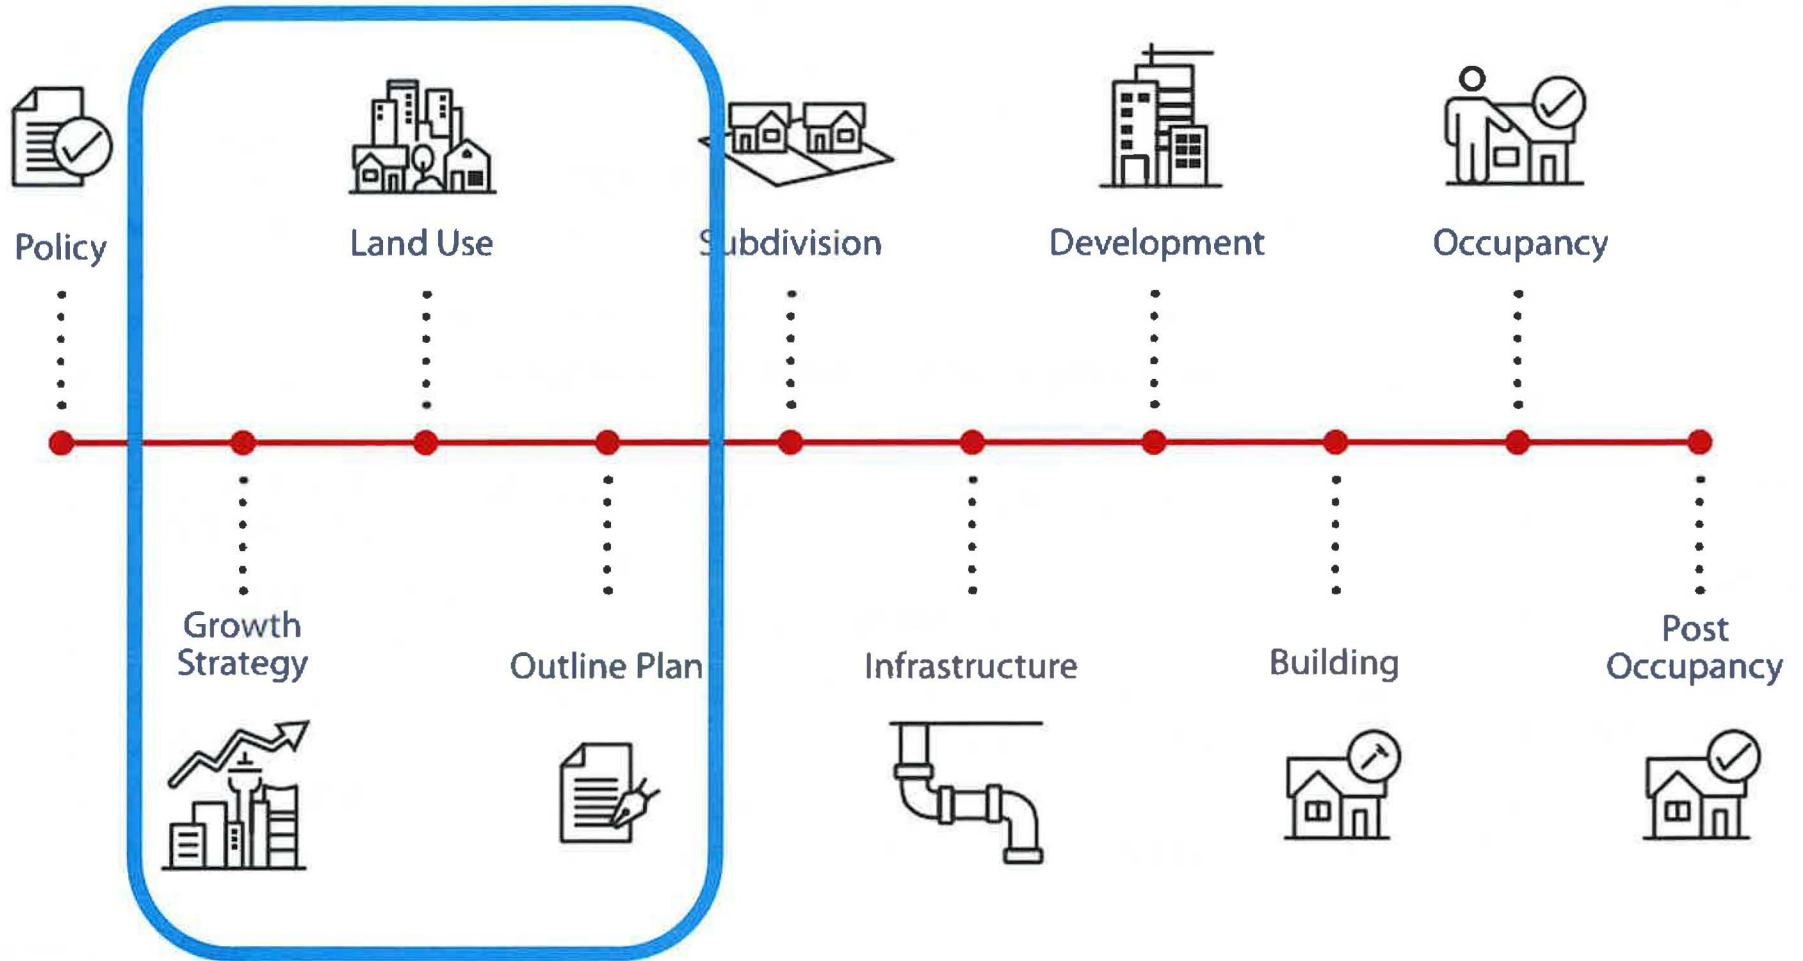 Policy
Land Use
Subdivision
Development
Occupancy
Growth
Strategy
Outline Plan
Infrastructure
Building
Post
Occupancy